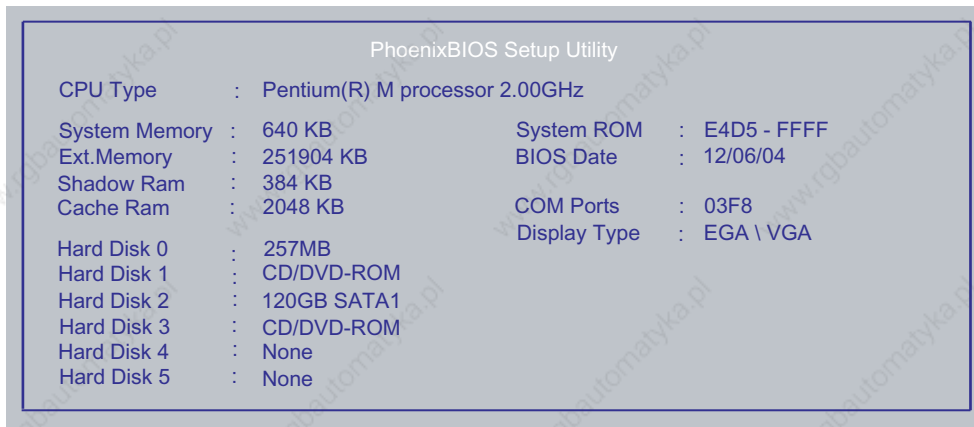 PhoenixBIOS Setup Utility
CPU Type : Pentium(R) M processor 2.00GHz
System Memory : 640 KB System ROM : E4D5 - FFFF
Ext.Memory : 251904 KB BIOS Date : 12/06/04
Shadow Ram : 384 KB
Cache Ram : 2048 KB COM Ports : 03F8
Display Type : EGA \ VGA
Hard Disk 0 : 257MB
Hard Disk 1 : CD/DVD-ROM
Hard Disk 2 : 120GB SATA1
Hard Disk 3 : CD/DVD-ROM
Hard Disk 4 : None
Hard Disk 5 : None
www.rgbautomatyka.pl